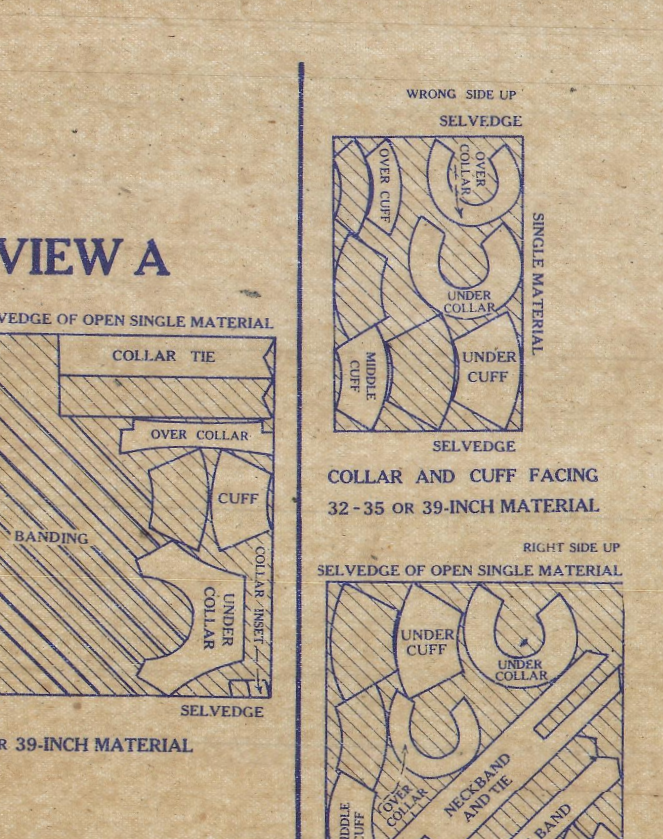 VIEW A
VEDGE OF OPEN SINGLE MATERIAL
COLLAR TIE
OVER COLLAR
CUFF
BANDING
COLLAR INSET
UNDER
COLLAR
SELVEDGE
R 39-INCH MATERIAL
WRONG SIDE UP
SELVEDGE
OVER CUFF
OVER
COLLAR
SINGLE MATERIAL
UNDER
COLLAR
MIDDLE
CUFF
UNDER
CUFF
SELVEDGE
COLLAR AND CUFF FACING
32-35 OR 39-INCH MATERIAL
RIGHT SIDE UP
SELVEDGE OF OPEN SINGLE MATERIAL
UNDER
CUFF
UNDER
COLLAR
OVER
COLLAR
NECKBAND
AND TIE
IDDLE
CUFF
BAND